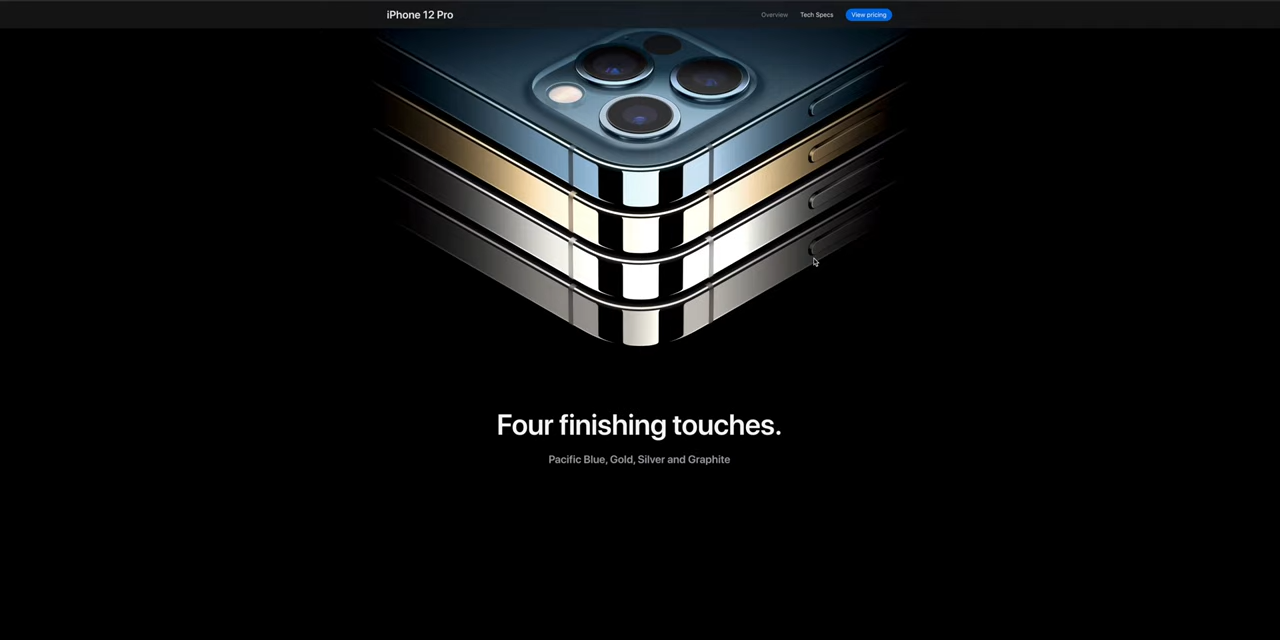 iPhone 12 Pro
Overview
Tech Specs
View pricing
Four finishing touches.
Pacific Blue, Gold, Silver and Graphite